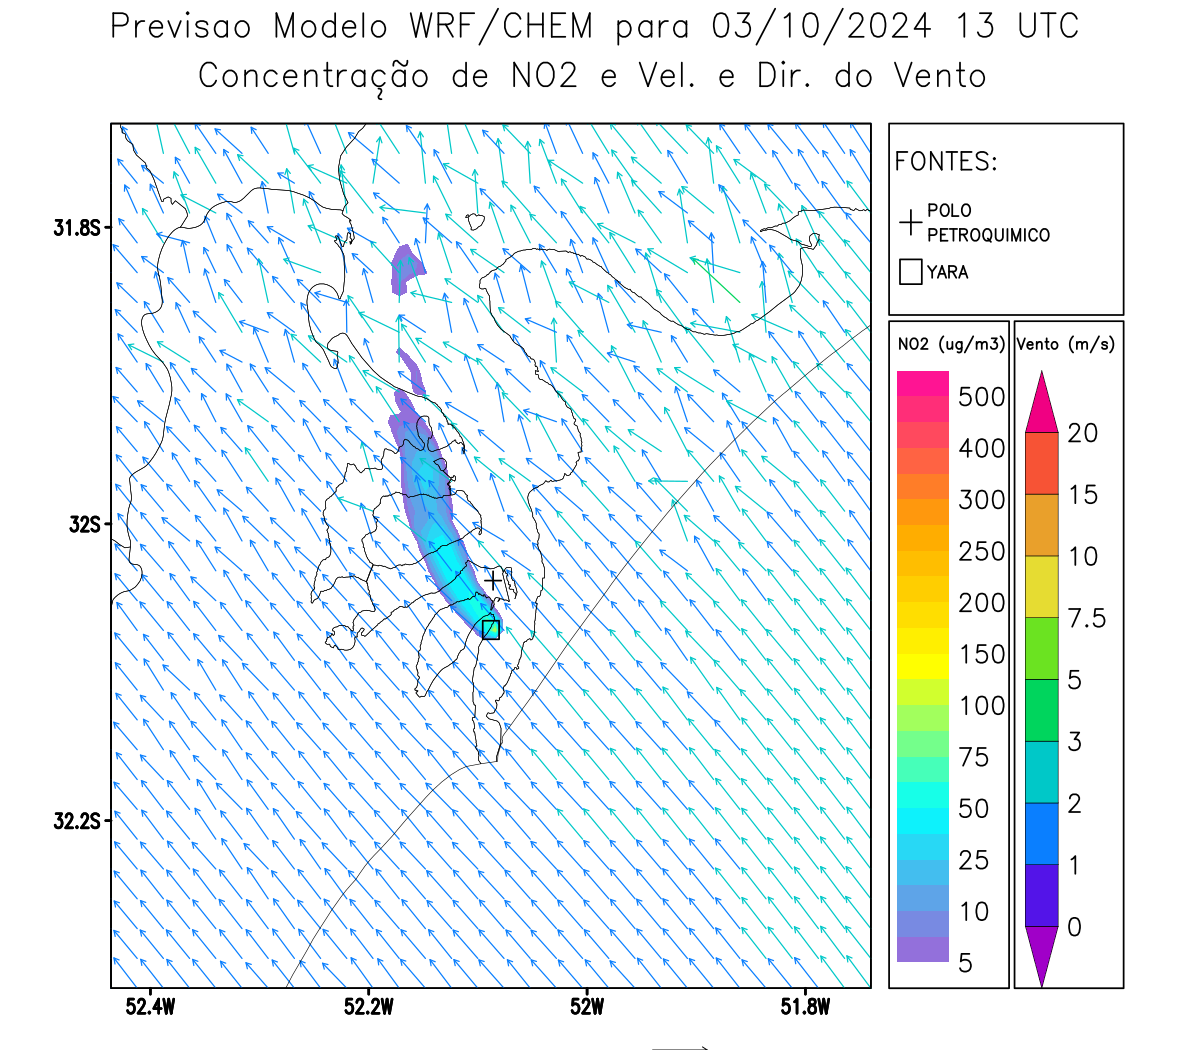 Previsao Modelo WRF/CHEM para 03/10/2024 13 UTC
Concentração de NO2 e Vel. e Dir. do Vento
FONTES:
POLO
PETROQUIMICO
YARA
NO2 (ug/m3)
500
400
300
250
200
150
100
75
50
25
10
5
Vento (m/s)
20
15
10
7.5
5
3
2
1
0
31.8S
32S
32.2S
52.4W
52.2W
52W
51.8W